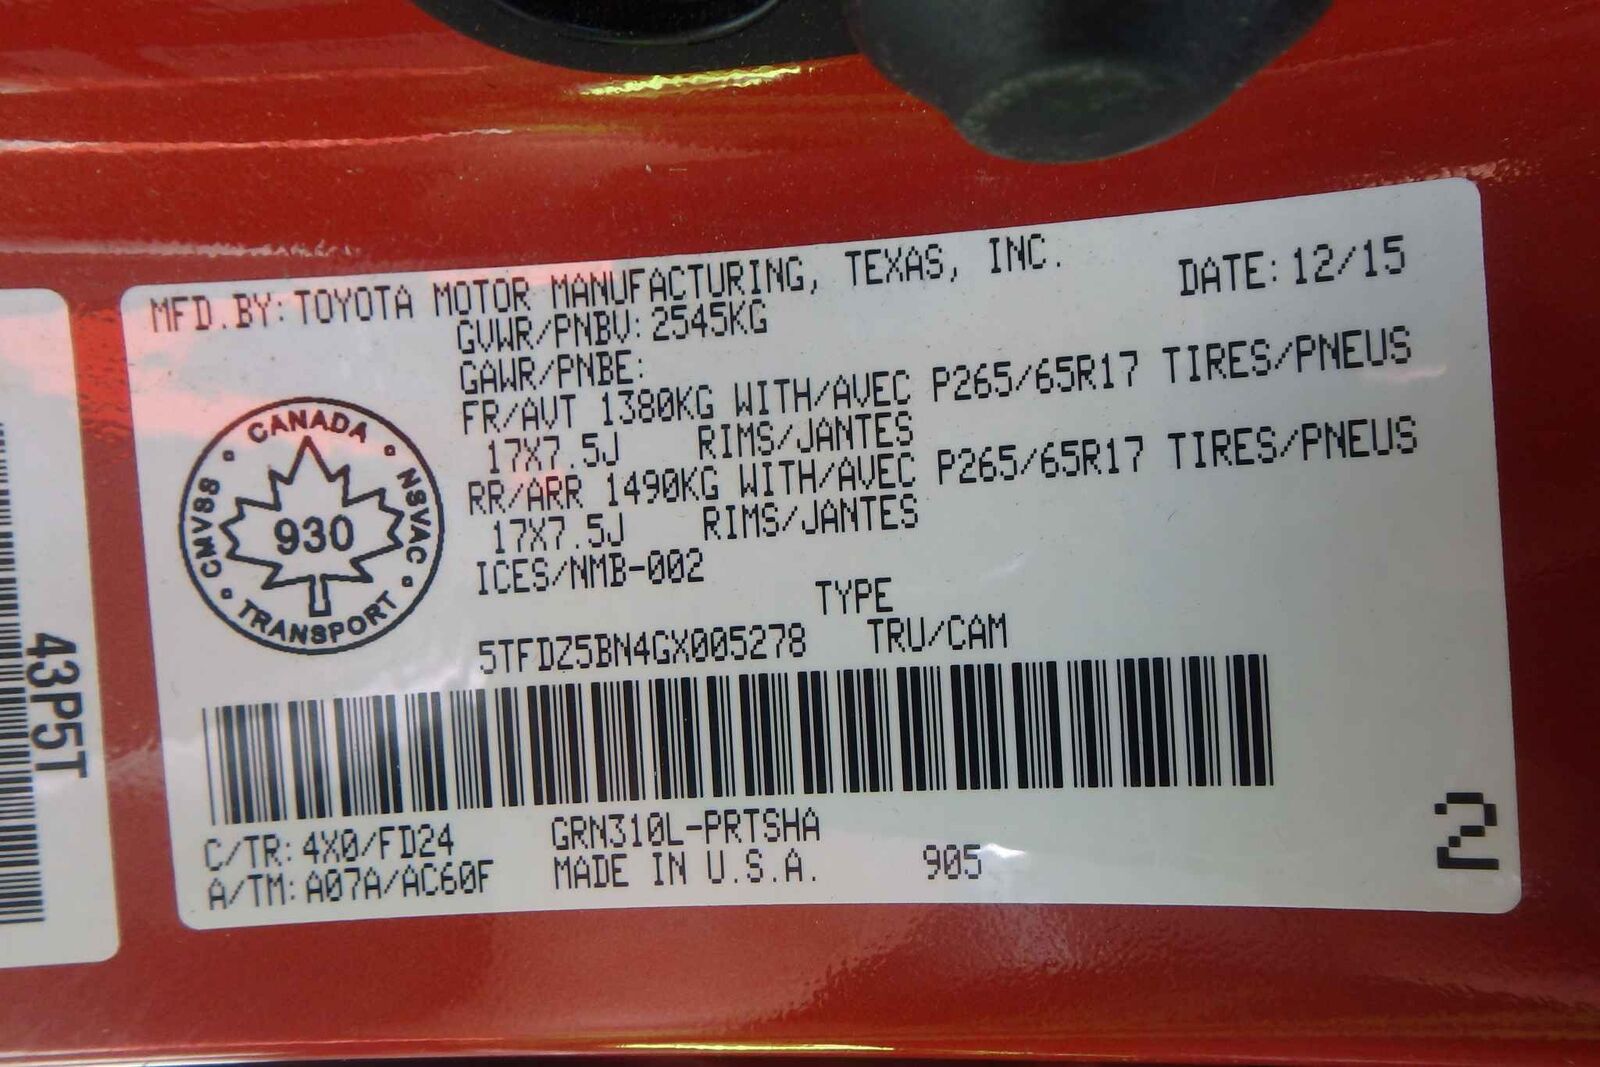 MFD. BY: TOYOTA MOTOR MANUFACTURING, TEXAS, INC. DATE: 12/15
GVWR/PNBV: 2545KG
GAWR/PNBE:
FR/AVT 1380KG WITH/AVEC P265/65R17 TIRES/PNEUS
17X7.5J RIMS/JANTES
RR/ARR 1490KG WITH/AVEC P265/65R17 TIRES/PNEUS
17X7.5J RIMS/JANTES
ICES/NMB-002
CANADA
CMVSS NSVAC
930
TRANSPORT
TYPE
5TFDZ5BN4GX005278 TRU/CAM
C/TR: 4X0/FD24 GRN310L-PRTSHA
A/TM: A07A/AC60F MADE IN U.S.A. 905
2
43P5T